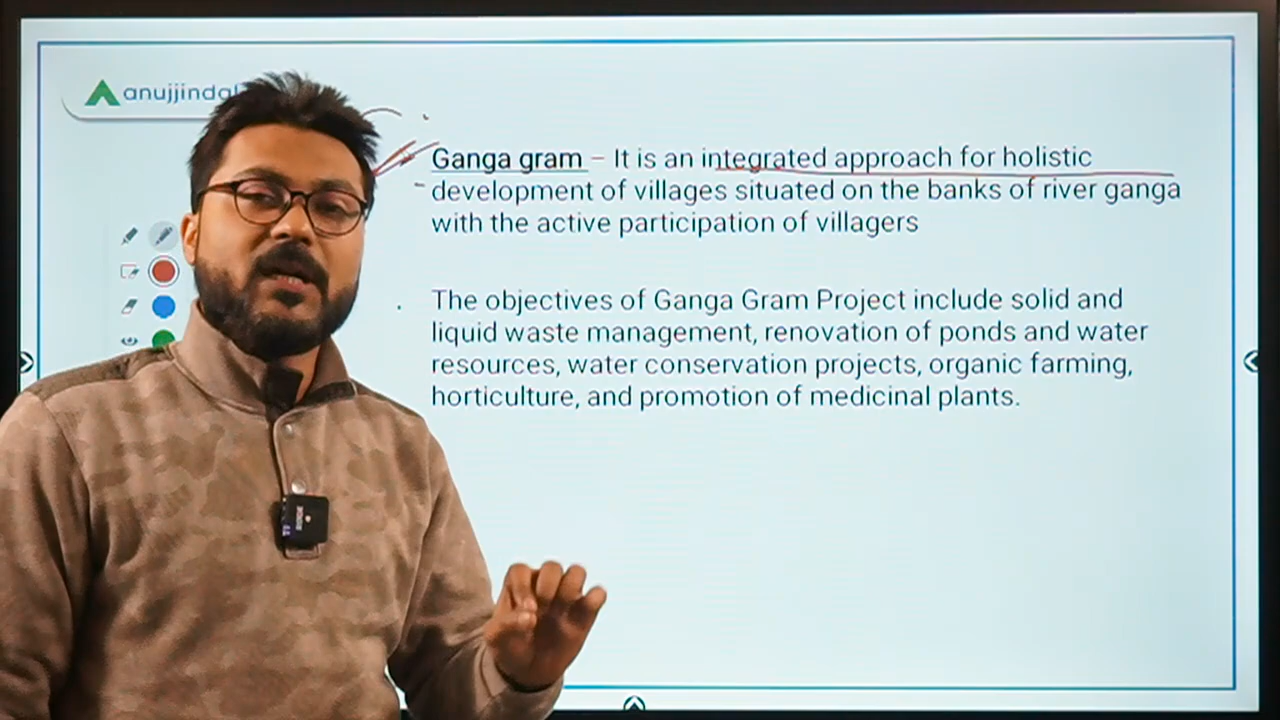 anujjindal
Ganga gram – It is an integrated approach for holistic
development of villages situated on the banks of river ganga
with the active participation of villagers
The objectives of Ganga Gram Project include solid and
liquid waste management, renovation of ponds and water
resources, water conservation projects, organic farming,
horticulture, and promotion of medicinal plants.